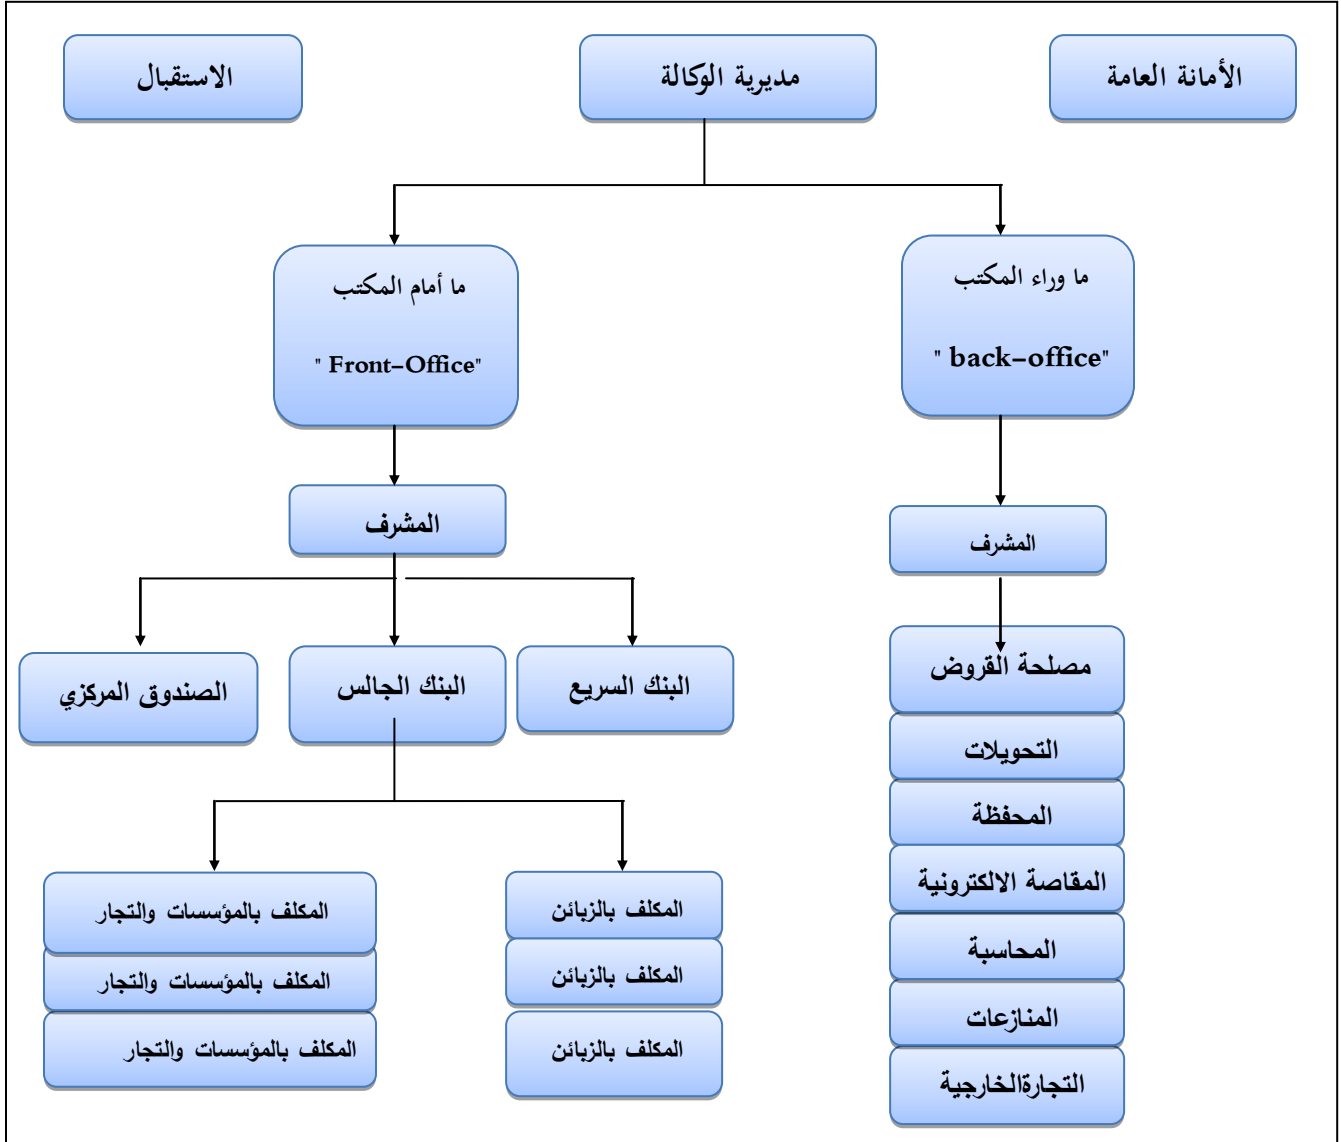 الأمانة العامة
مديرية الوكالة
الاستقبال
ما وراء المكتب
" back-office"
ما أمام المكتب
" Front-Office"
المشرف
المشرف
مصلحة القروض
البنك السريع
البنك الجالس
الصندوق المركزي
التحويلات
المحفظة
المقاصة الالكترونية
المحاسبة
المنازعات
التجارةالخارجية
المكلف بالزبائن
المكلف بالزبائن
المكلف بالزبائن
المكلف بالمؤسسات والتجار
المكلف بالمؤسسات والتجار
المكلف بالمؤسسات والتجار